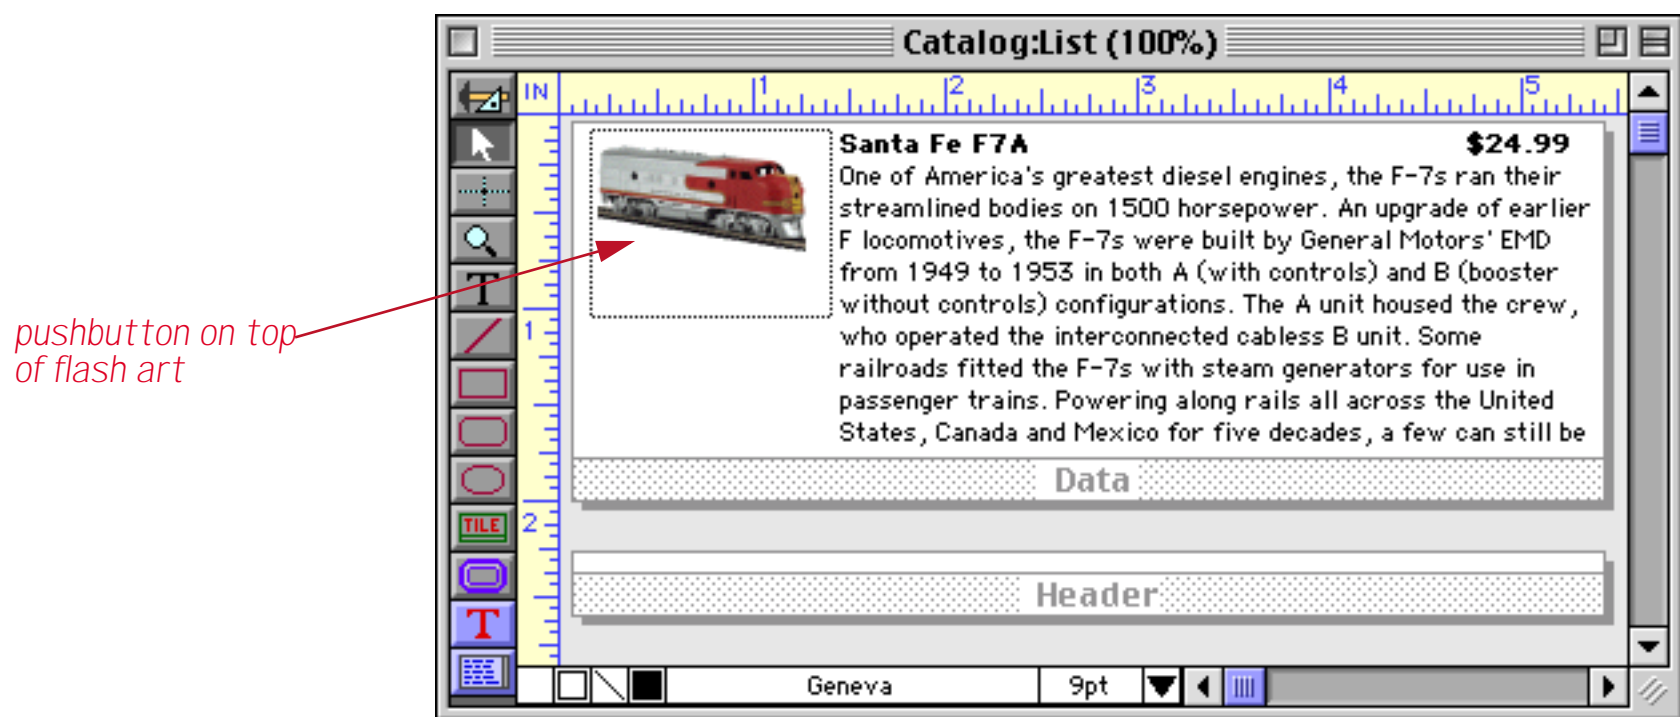 Catalog:List (100%)
IN 1 2 3 4 5
Santa Fe F7A $24.99
One of America's greatest diesel engines, the F-7s ran their
streamlined bodies on 1500 horsepower. An upgrade of earlier
F locomotives, the F-7s were built by General Motors' EMD
from 1949 to 1953 in both A (with controls) and B (booster
without controls) configurations. The A unit housed the crew,
who operated the interconnected cabless B unit. Some
railroads fitted the F-7s with steam generators for use in
passenger trains. Powering along rails all across the United
States, Canada and Mexico for five decades, a few can still be
pushbutton on top
of flash art
T
1
Data
TILE
2
Header
T
Geneva 9pt